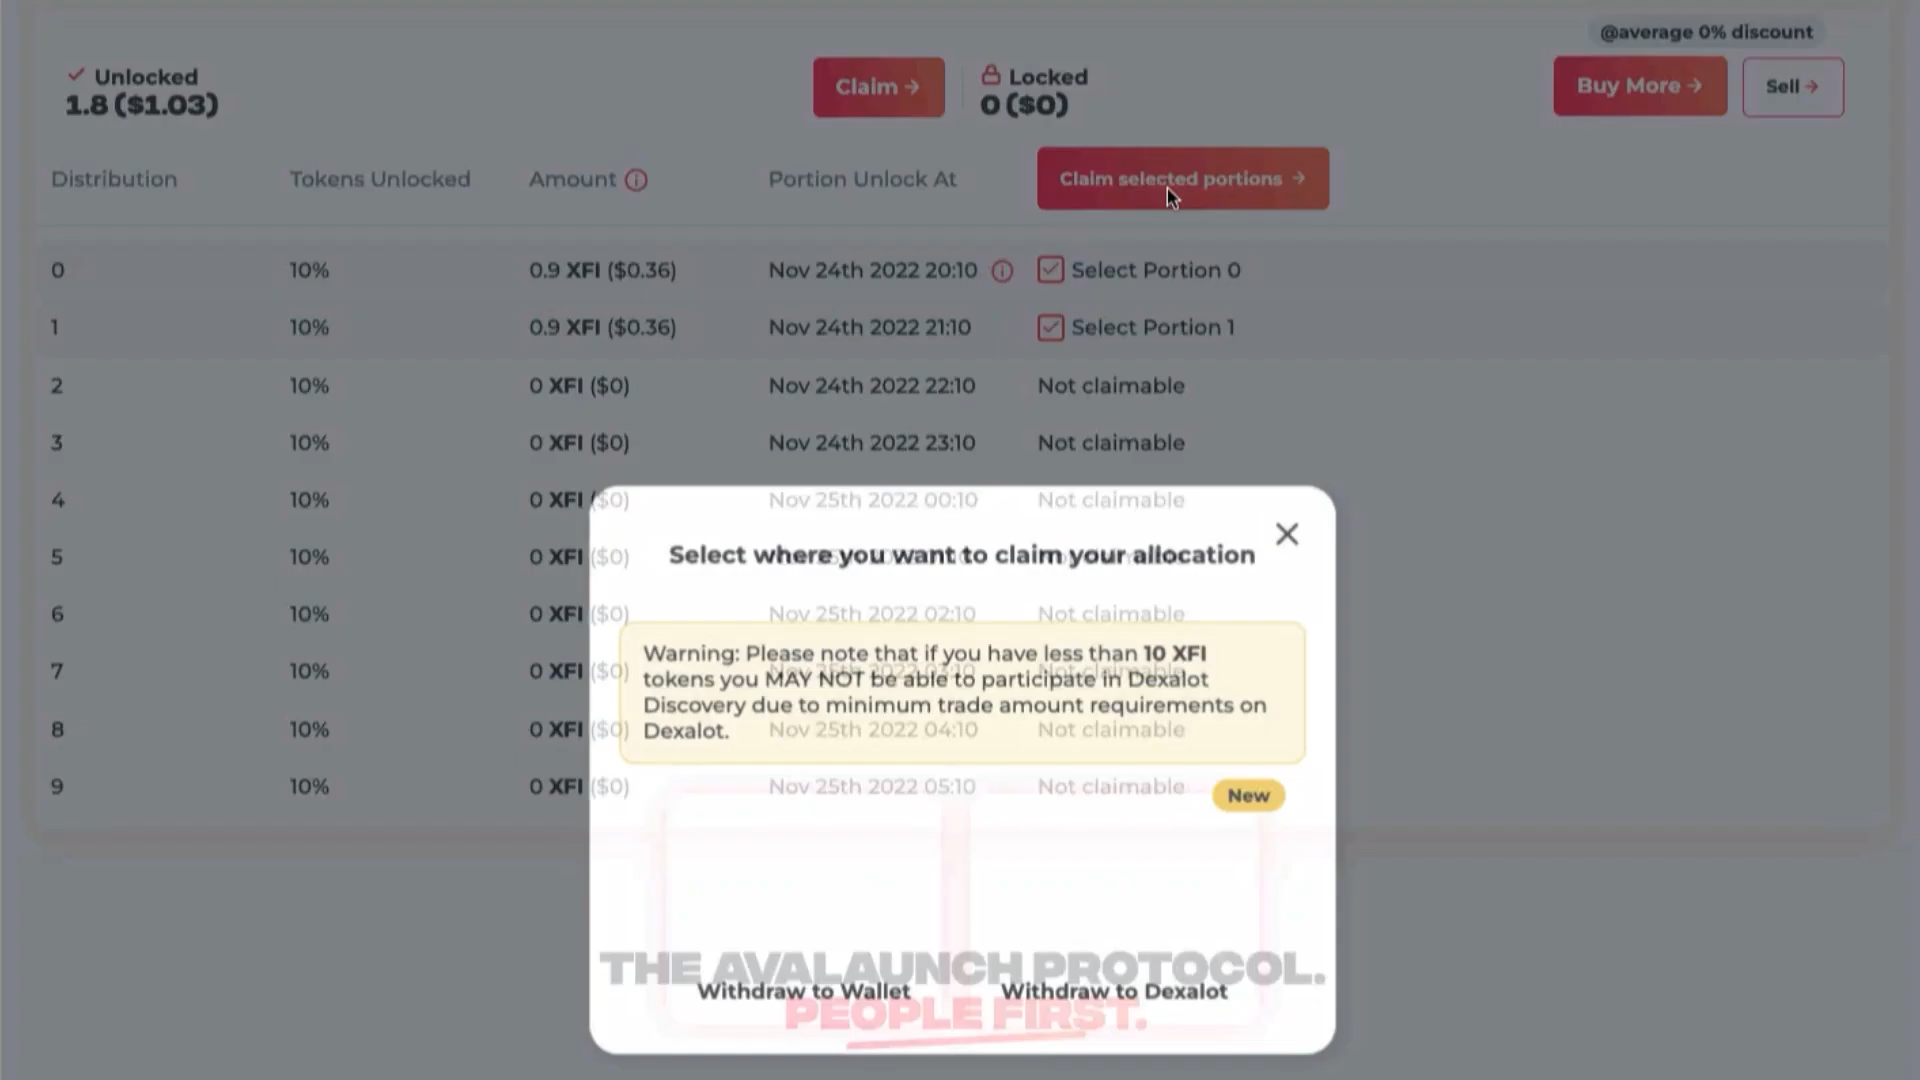 @average 0% discount
Unlocked
1.8 ($1.03)
Claim →
Locked
0 ($0)
Buy More →
Sell →
Distribution Tokens Unlocked Amount Portion Unlock At Claim selected portions →
0 10% 0.9 XFI ($0.36) Nov 24th 2022 20:10 Select Portion 0
1 10% 0.9 XFI ($0.36) Nov 24th 2022 21:10 Select Portion 1
2 10% 0 XFI ($0) Nov 24th 2022 22:10 Not claimable
3 10% 0 XFI ($0) Nov 24th 2022 23:10 Not claimable
4 10% 0 XFI ($0) Nov 25th 2022 00:10 Not claimable
5 10% 0 XFI ($0)
Select where you want to claim your allocation
6 10% 0 XFI ($0) Nov 25th 2022 02:10 Not claimable
Warning: Please note that if you have less than 10 XFI
7 10% 0 XFI ($0) Nov 25th 2022 03:10 Not claimable
tokens you MAY NOT be able to participate in Dexalot
Discovery due to minimum trade amount requirements on
Dexalot.
8 10% 0 XFI ($0) Nov 25th 2022 04:10 Not claimable
9 10% 0 XFI ($0) Nov 25th 2022 05:10 Not claimable
New
THE AVALAUNCH PROTOCOL.
Withdraw to Wallet Withdraw to Dexalot
PEOPLE FIRST.